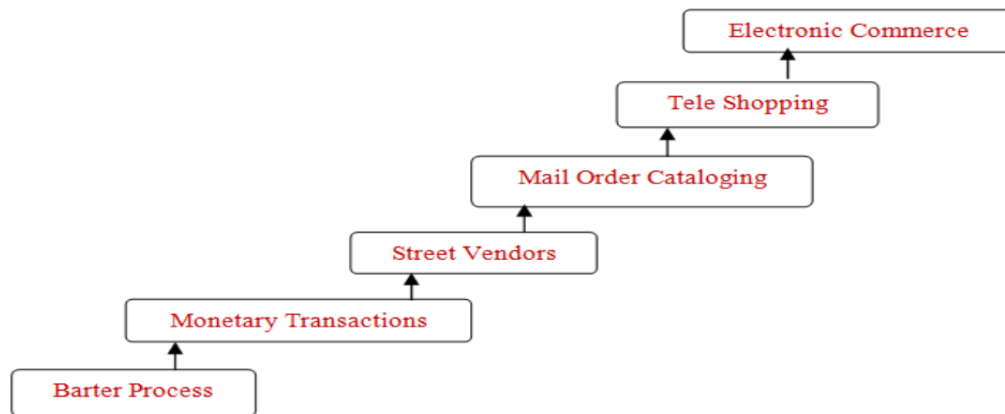 Electronic Commerce
Tele Shopping
Mail Order Cataloging
Street Vendors
Monetary Transactions
Barter Process